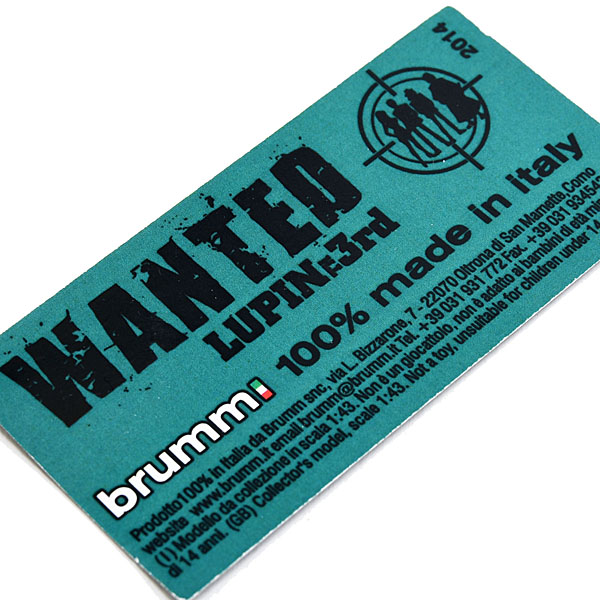 2014
WANTED
LUPIN:3rd
brumm 100% made in italy
Prodotto100% in Italia da Brumm snc, via L. Bizzarone, 7 - 22070 Oltrona di San Mamette,Como
website www.brumm.it email brumm@brumm.it Tel. +39 031 931 772 Fax. +39 031 934542
(I) Modello da collezione in scala 1:43. Non è un giocattolo, non è adatto ai bambini di età
di 14 anni. (GB) Collector's model, scale 1:43. Not a toy, unsuitable for children under 14